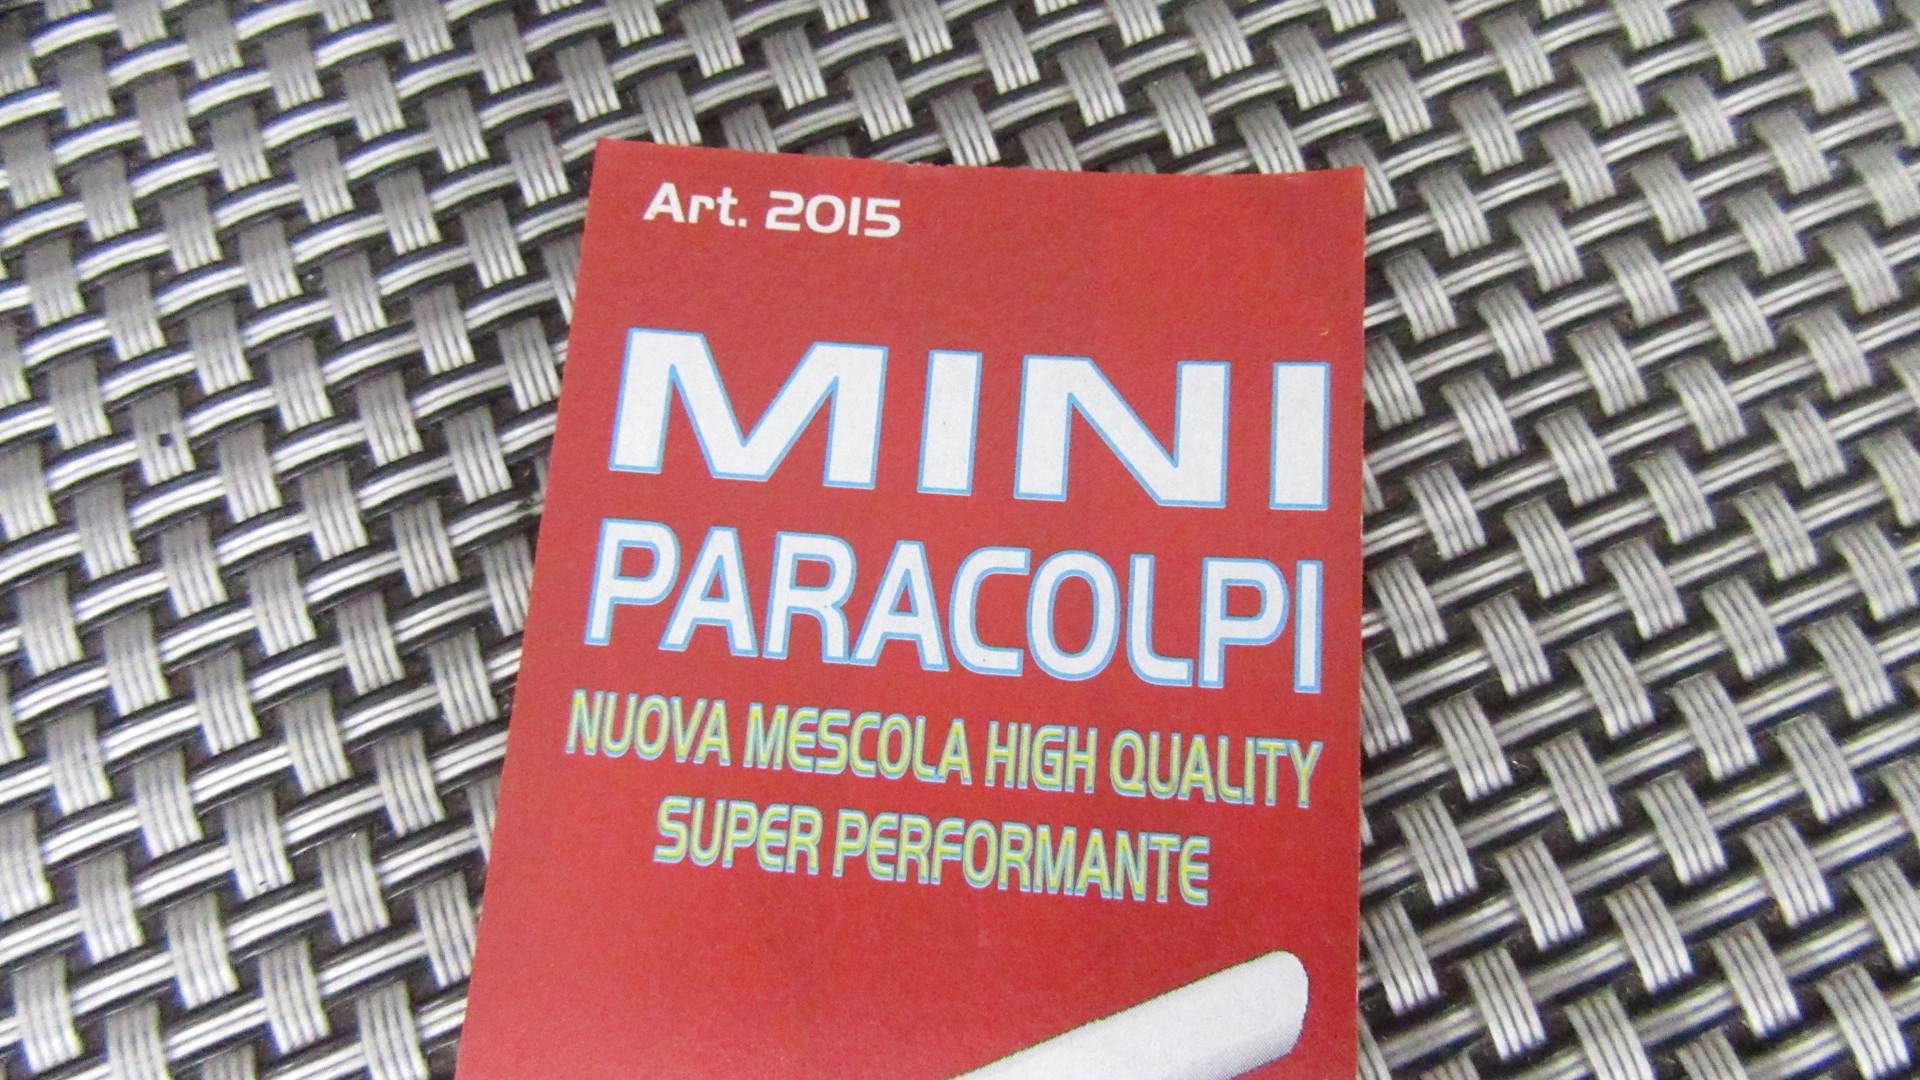 Art. 2015
MINI
PARACOLPI
NUOVA MESCOLA HIGH QUALITY
SUPER PERFORMANTE